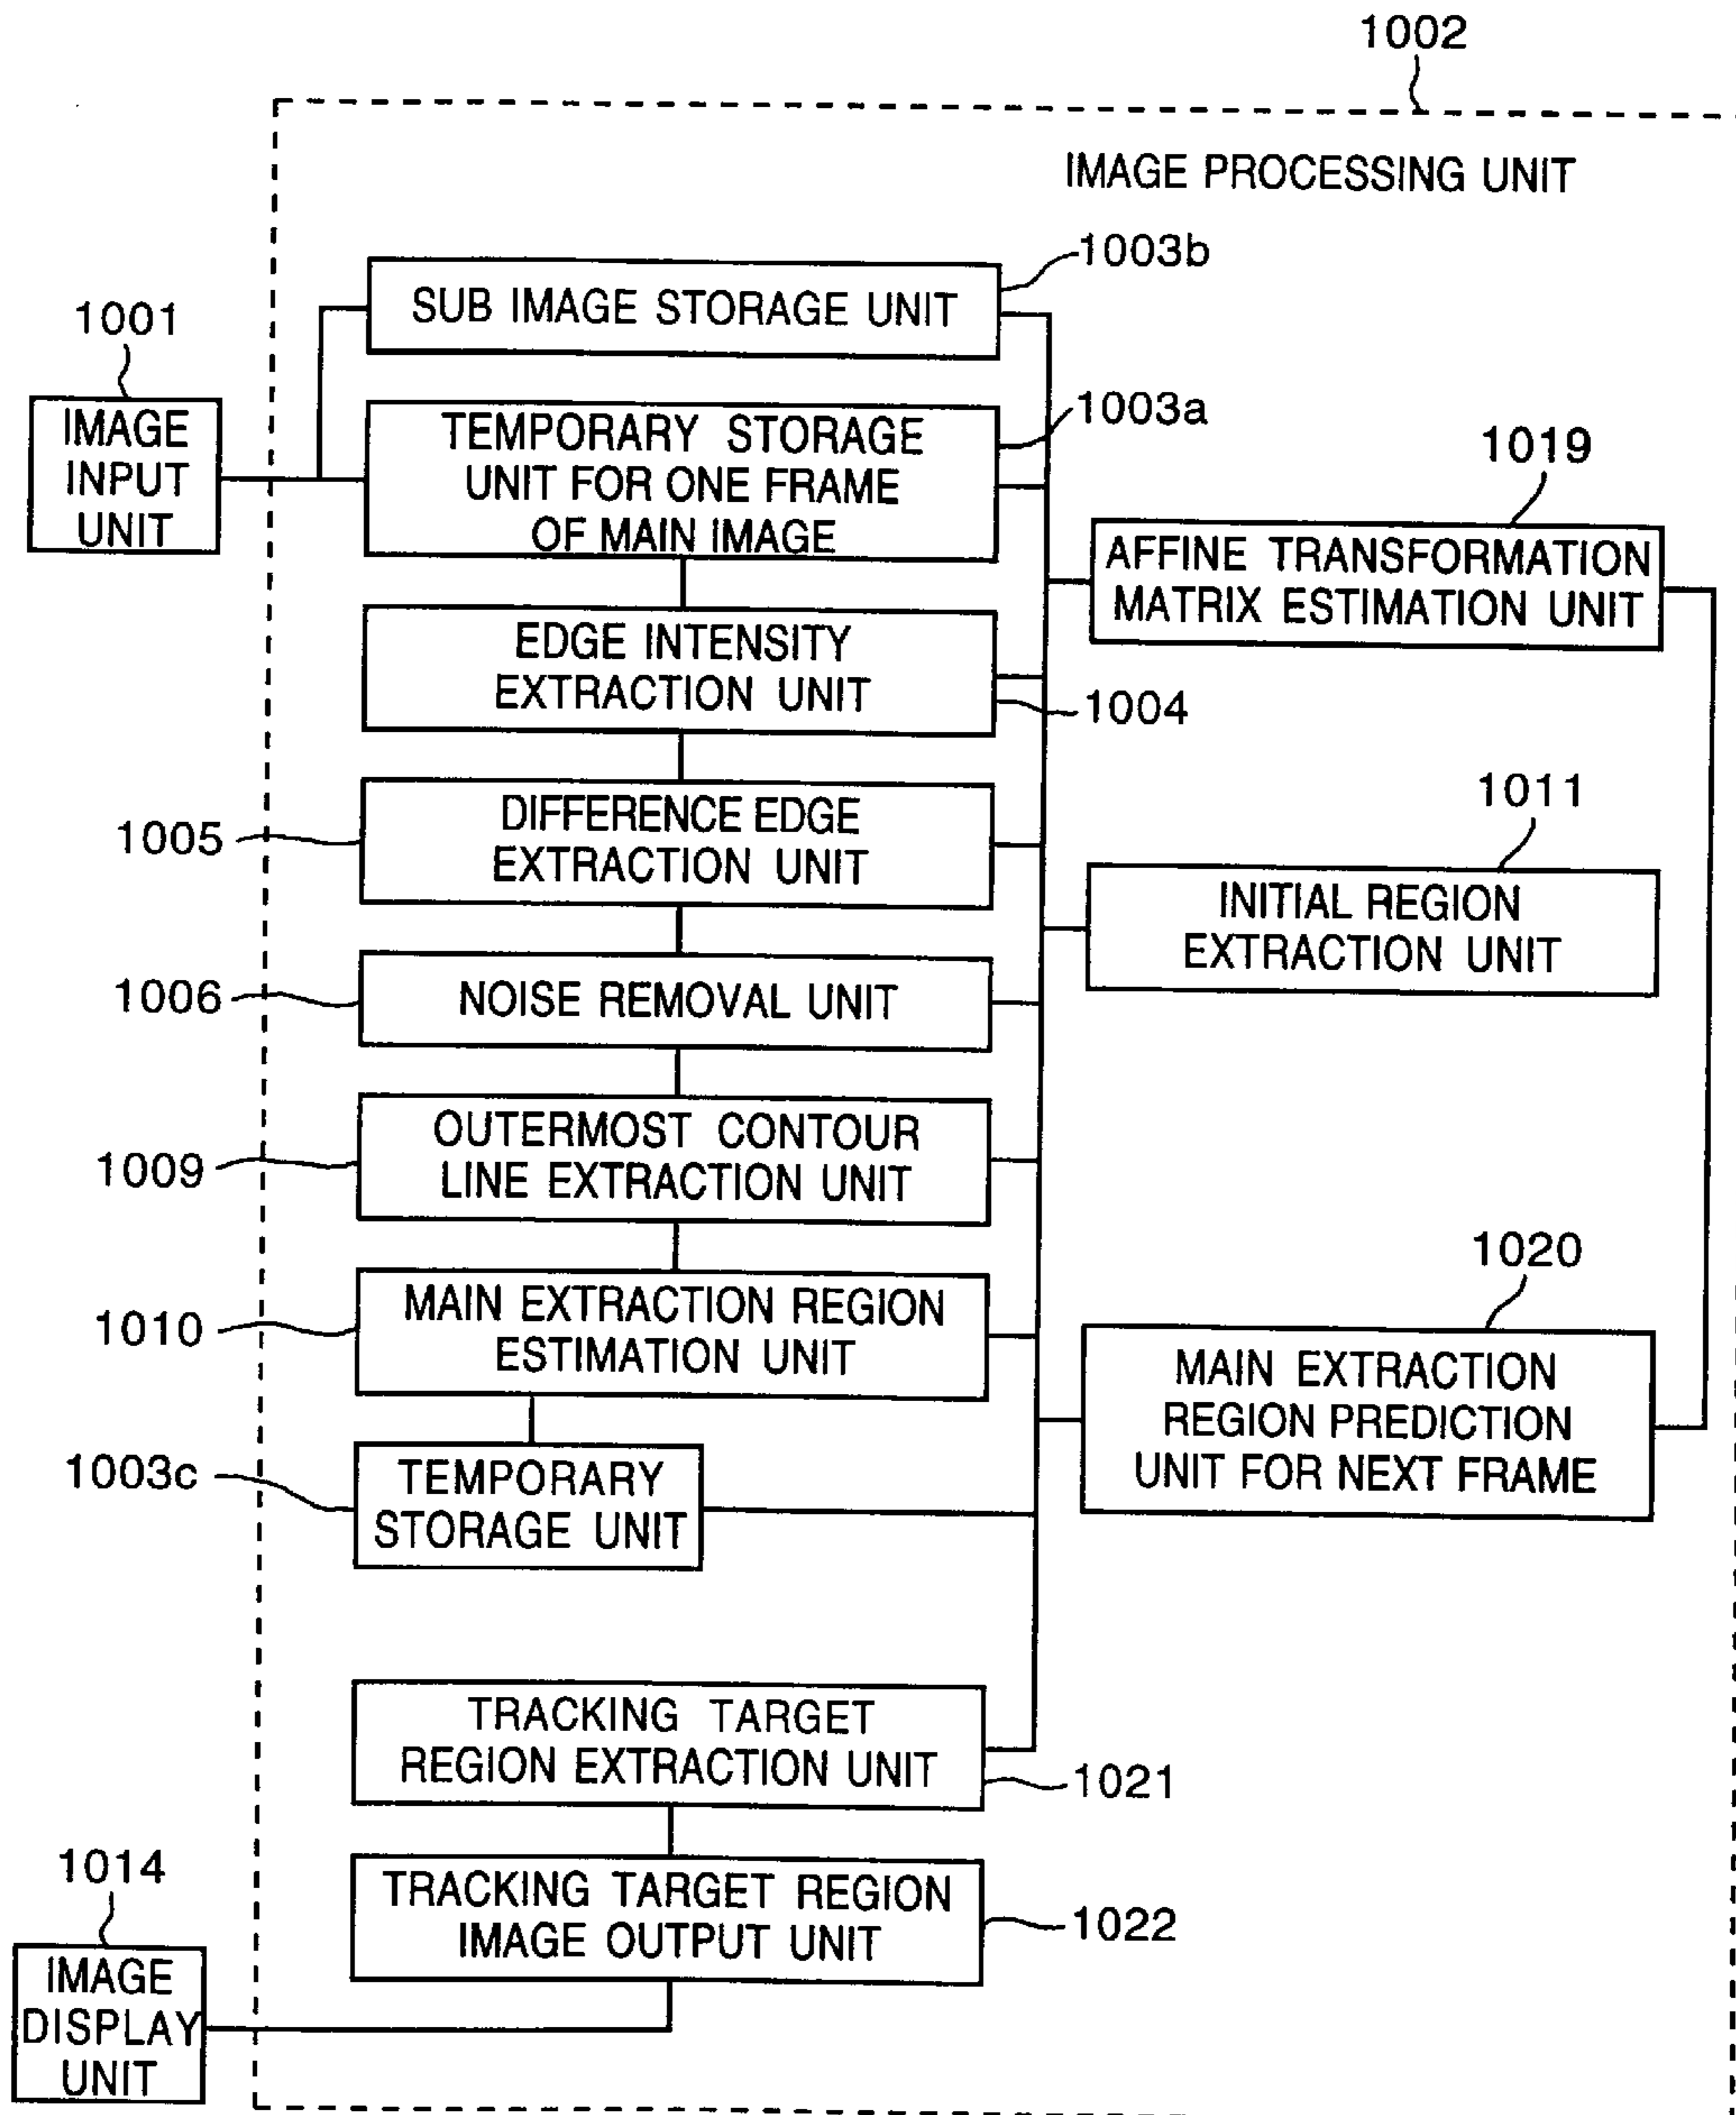 1002
IMAGE PROCESSING UNIT
1003b
SUB IMAGE STORAGE UNIT
1001
IMAGE
INPUT
UNIT
1003a
TEMPORARY STORAGE
UNIT FOR ONE FRAME
OF MAIN IMAGE
1019
AFFINE TRANSFORMATION
MATRIX ESTIMATION UNIT
EDGE INTENSITY
EXTRACTION UNIT
1004
1005
DIFFERENCE EDGE
EXTRACTION UNIT
1011
INITIAL REGION
EXTRACTION UNIT
1006
NOISE REMOVAL UNIT
1009
OUTERMOST CONTOUR
LINE EXTRACTION UNIT
1010
MAIN EXTRACTION REGION
ESTIMATION UNIT
1020
MAIN EXTRACTION
REGION PREDICTION
UNIT FOR NEXT FRAME
1003c
TEMPORARY
STORAGE UNIT
TRACKING TARGET
REGION EXTRACTION UNIT
1021
1014
IMAGE
DISPLAY
UNIT
TRACKING TARGET REGION
IMAGE OUTPUT UNIT
1022